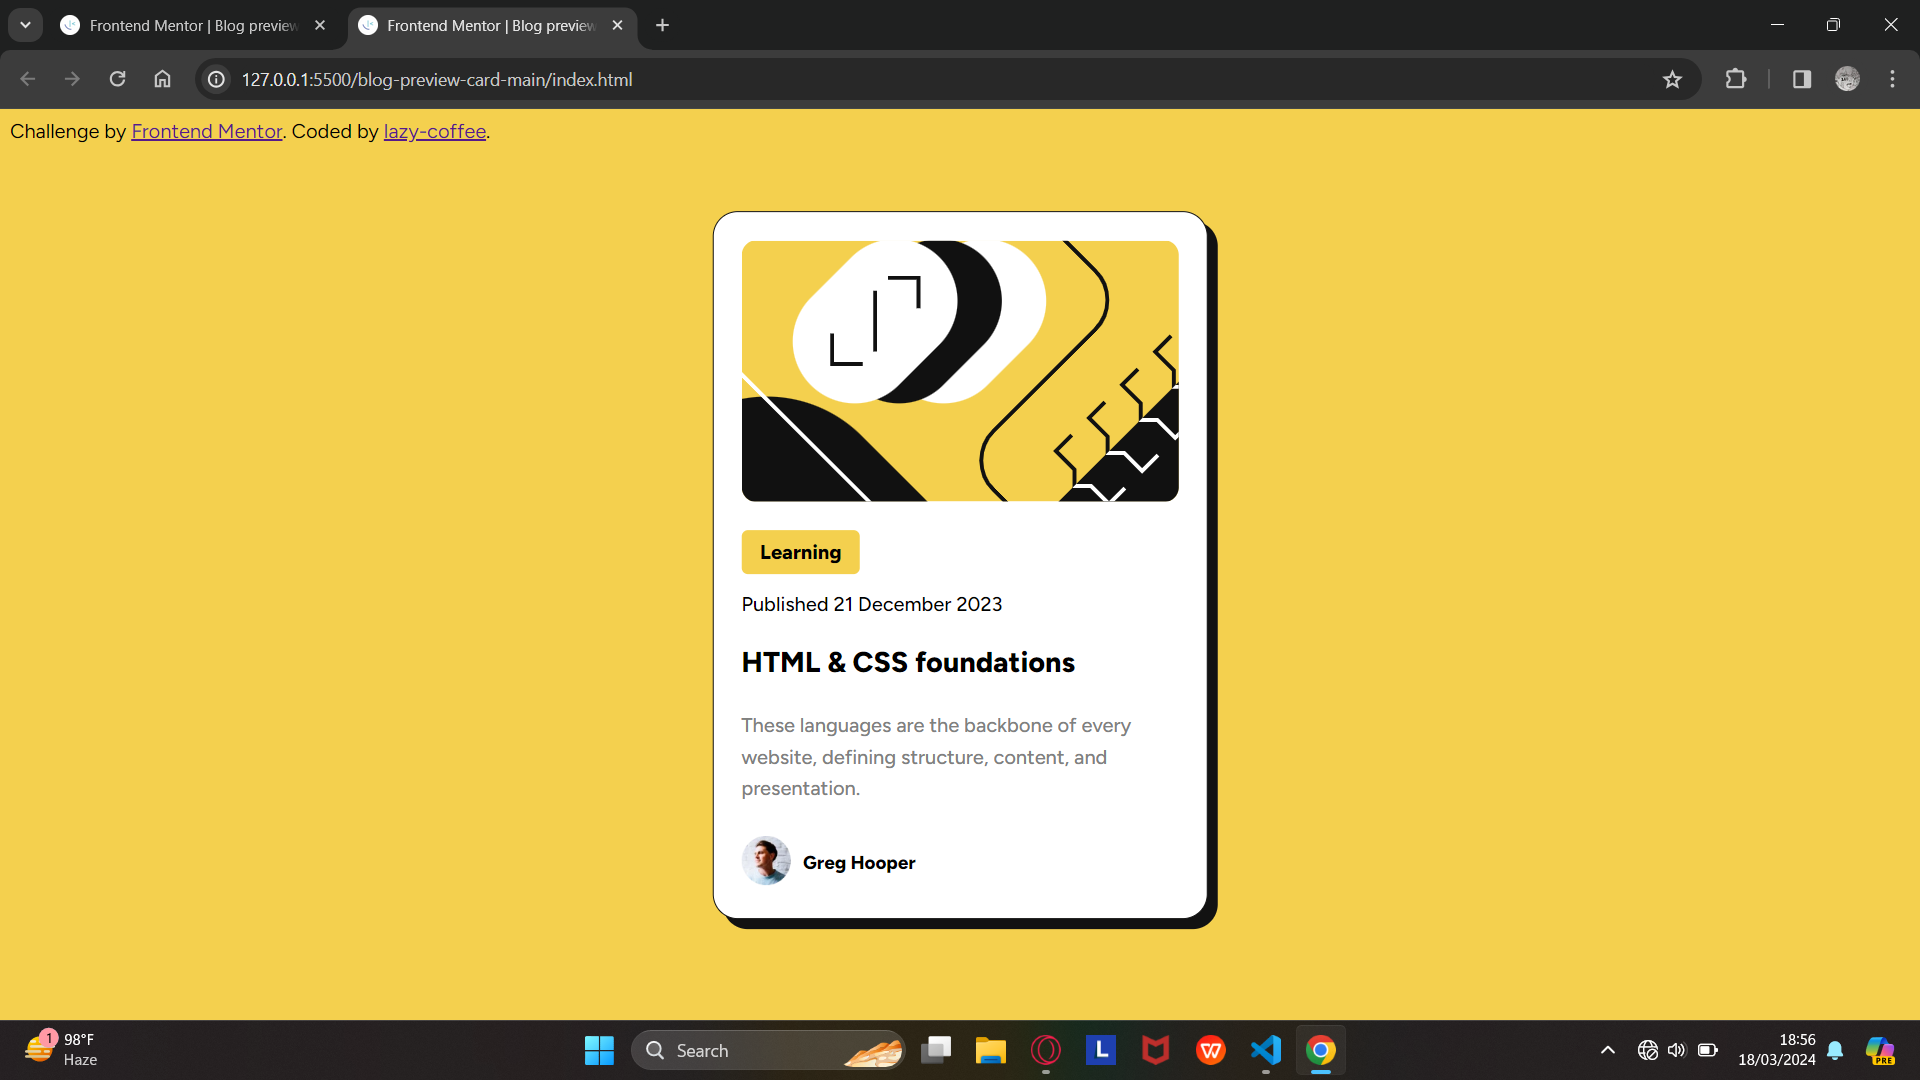 Frontend Mentor | Blog preview
Frontend Mentor | Blog preview
127.0.0.1:5500/blog-preview-card-main/index.html
Challenge by Frontend Mentor. Coded by lazy-coffee.
Learning
Published 21 December 2023
HTML & CSS foundations
These languages are the backbone of every
website, defining structure, content, and
presentation.
Greg Hooper
1
98°F
Haze
Search
L
W
PRE
18:56
18/03/2024